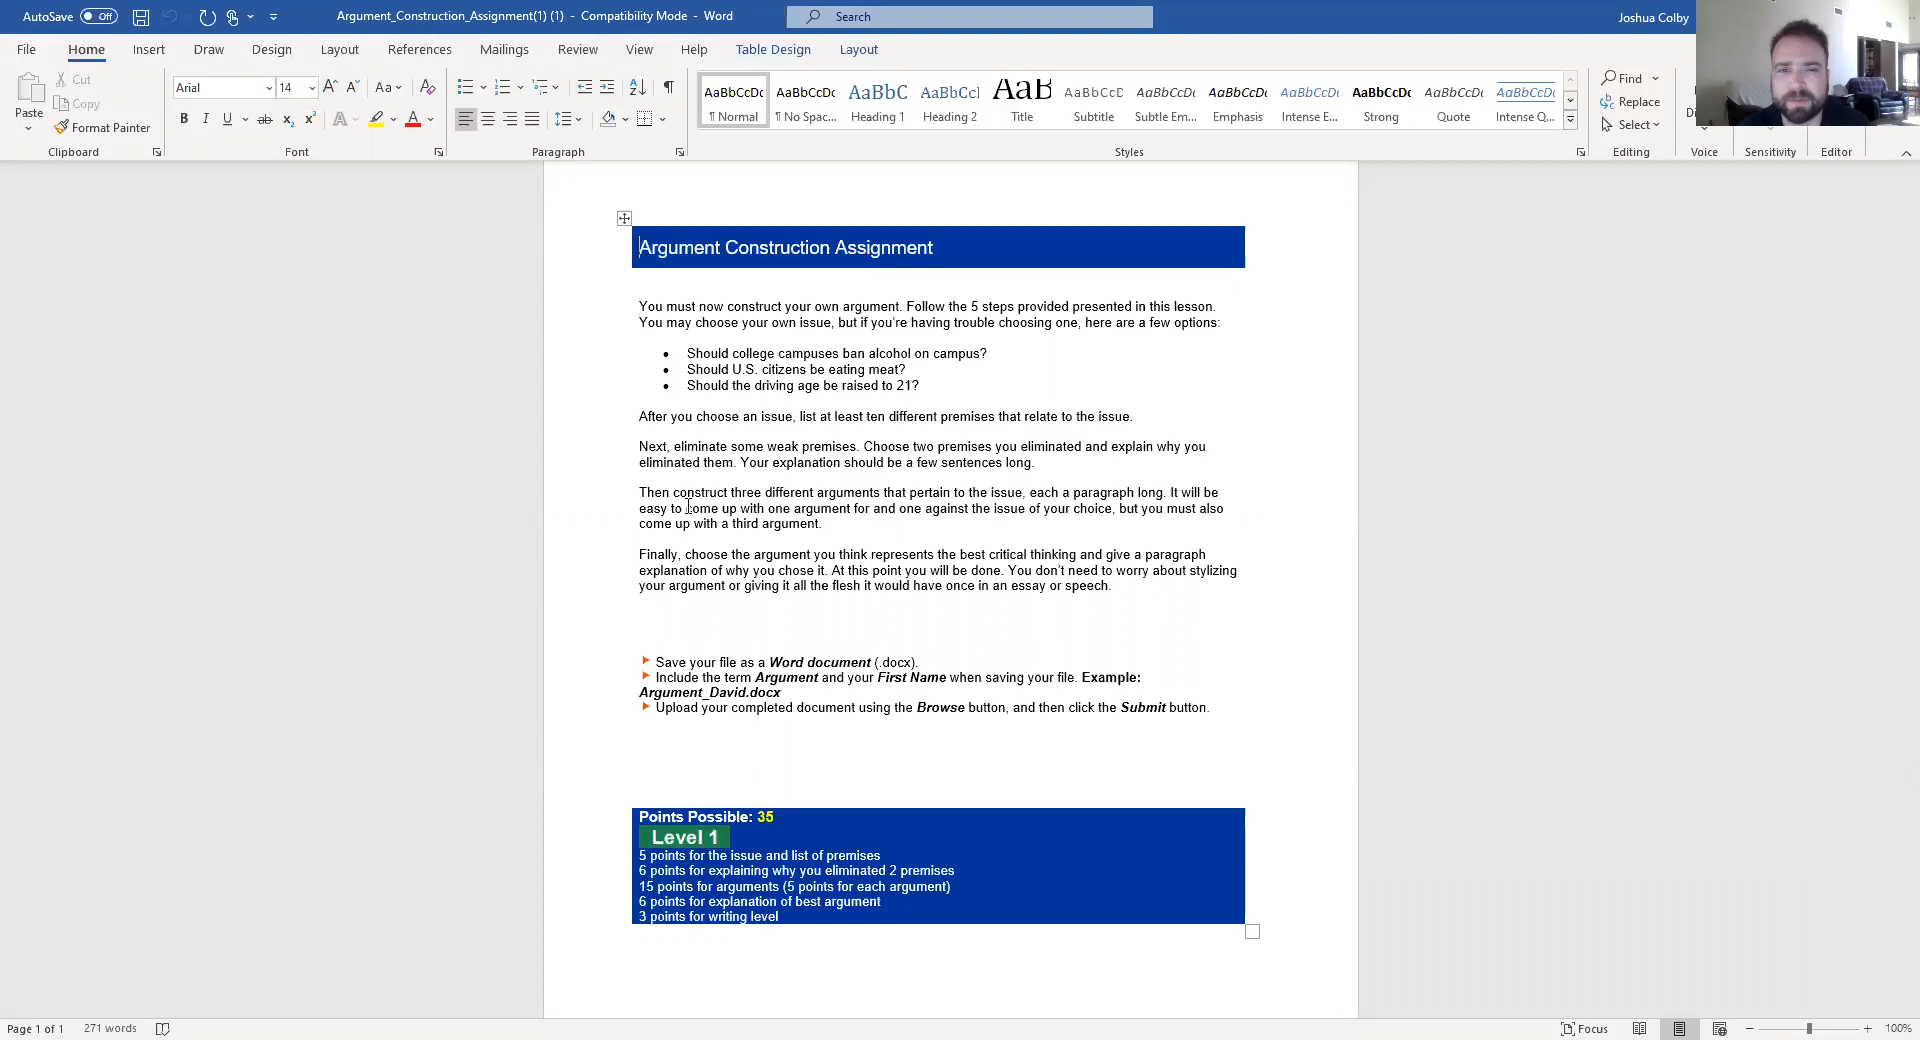 AutoSave Off
Argument_Construction_Assignment(1) (1) - Compatibility Mode - Word
Search
Joshua Colby
File Home Insert Draw Design Layout References Mailings Review View Help Table Design Layout
Paste
Cut
Copy
Format Painter
Clipboard
Arial 14
Font
Paragraph
AaBbCcDc AaBbCcDc AaBbC AaBbCcl AaB AaBbCcD AaBbCcDc AaBbCcDc AaBbCcDc AaBbCcDc AaBbCcDc AaBbCcDc
¶ Normal ¶ No Spac... Heading 1 Heading 2 Title Subtitle Subtle Em... Emphasis Intense E... Strong Quote Intense Q...
Styles
Find
Replace
Select
Editing
Voice
Sensitivity
Editor
Argument Construction Assignment
You must now construct your own argument. Follow the 5 steps provided presented in this lesson.
You may choose your own issue, but if you're having trouble choosing one, here are a few options:
• Should college campuses ban alcohol on campus?
• Should U.S. citizens be eating meat?
• Should the driving age be raised to 21?
After you choose an issue, list at least ten different premises that relate to the issue.
Next, eliminate some weak premises. Choose two premises you eliminated and explain why you
eliminated them. Your explanation should be a few sentences long.
Then construct three different arguments that pertain to the issue, each a paragraph long. It will be
easy to come up with one argument for and one against the issue of your choice, but you must also
come up with a third argument.
Finally, choose the argument you think represents the best critical thinking and give a paragraph
explanation of why you chose it. At this point you will be done. You don't need to worry about stylizing
your argument or giving it all the flesh it would have once in an essay or speech.
Save your file as a Word document (.docx).
Include the term Argument and your First Name when saving your file. Example:
Argument_David.docx
Upload your completed document using the Browse button, and then click the Submit button.
Points Possible: 35
Level 1
5 points for the issue and list of premises
6 points for explaining why you eliminated 2 premises
15 points for arguments (5 points for each argument)
6 points for explanation of best argument
3 points for writing level
Page 1 of 1 271 words
Focus
100%